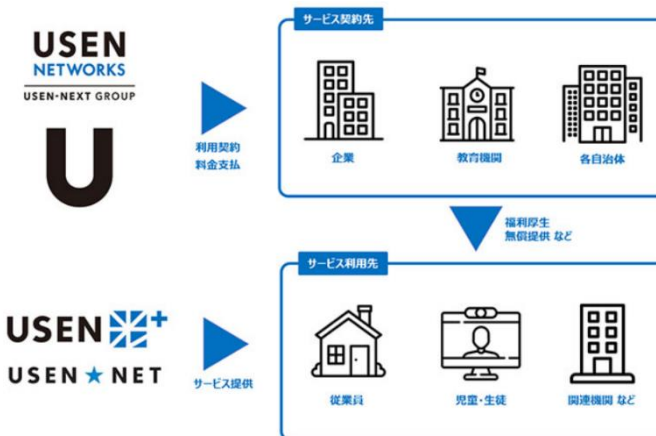 USEN
NETWORKS
USEN-NEXT GROUP
U
利用契約
料金支払
サービス契約先
企業
教育機関
各自治体
福利厚生
無償提供 など
サービス利用先
USEN +
USEN★NET
サービス提供
従業員
児童・生徒
関連機関 など